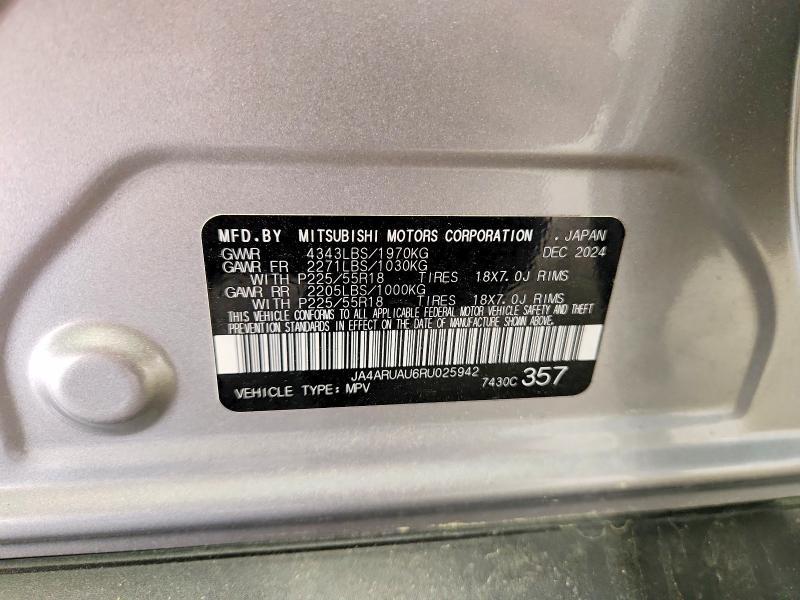 MFD.BY MITSUBISHI MOTORS CORPORATION . JAPAN
GVWR 4343LBS/1970KG DEC 2024
GAWR FR 2271LBS/1030KG
WITH P225/55R18 TIRES 18X7.0J RIMS
GAWR RR 2205LBS/1000KG
WITH P225/55R18 TIRES 18X7.0J RIMS
THIS VEHICLE CONFORMS TO ALL APPLICABLE FEDERAL MOTOR VEHICLE SAFETY AND THEFT
PREVENTION STANDARDS IN EFFECT ON THE DATE OF MANUFACTURE SHOWN ABOVE.
JA4ARUAU6RU025942
VEHICLE TYPE: MPV 7430C 357